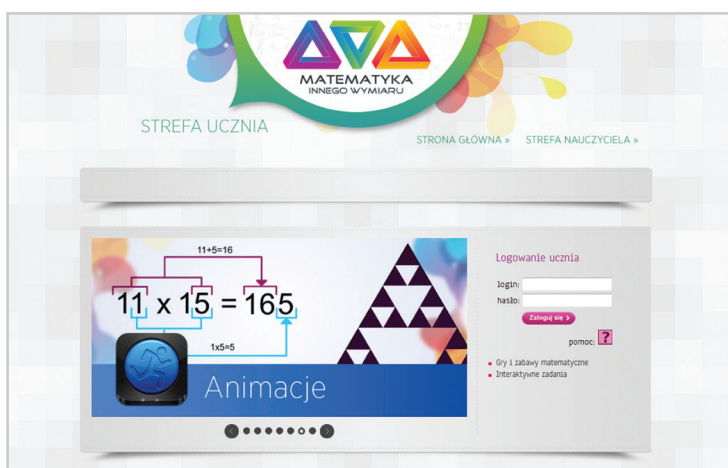 MATEMATYKA
INNEGO WYMIARU
STREFA UCZNIA
STRONA GŁÓWNA »
STREFA NAUCZYCIELA »
11+5=16
11 x 15 = 165
1x5=5
Animacje
Logowanie ucznia
login:
hasło:
Zaloguj się ❯
pomoc: ?
Gry i zabawy matematyczne
Interaktywne zadania